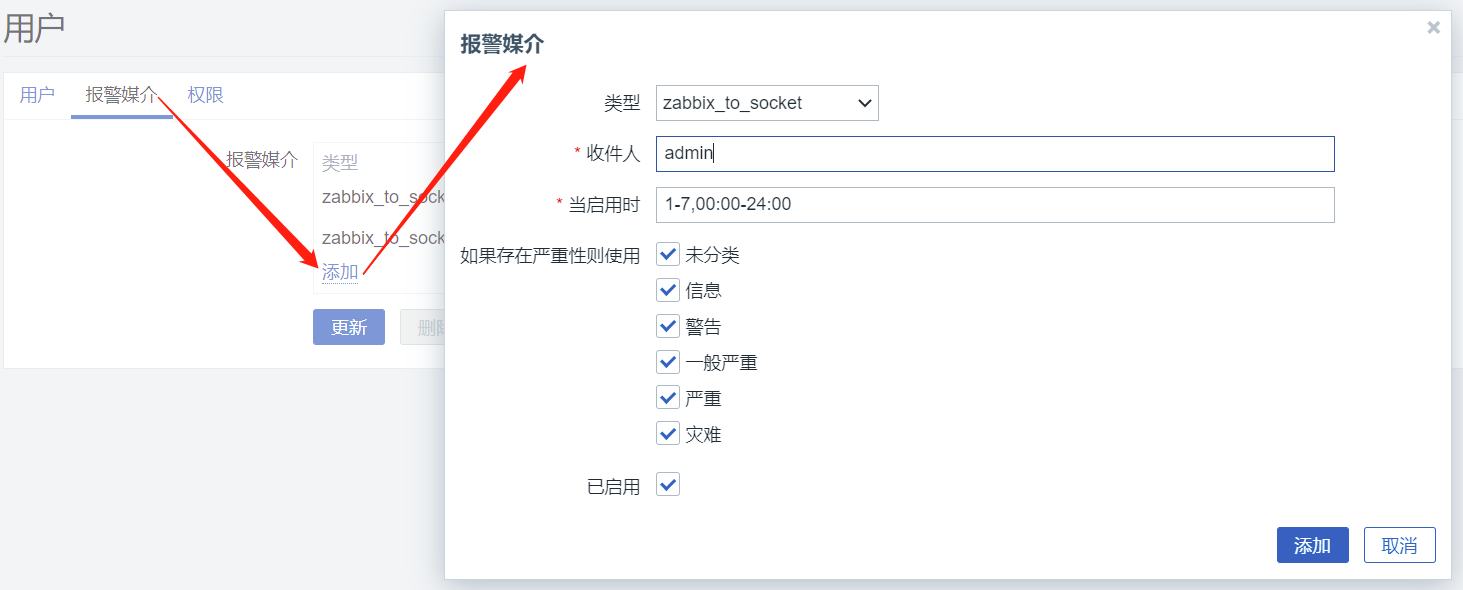 用户
用户 报警媒介 权限
报警媒介 类型
zabbix_to_sock
zabbix_to_sock
添加
更新 删除
报警媒介
类型 zabbix_to_socket
* 收件人 admin
* 当启用时 1-7,00:00-24:00
如果存在严重性则使用 未分类
信息
警告
一般严重
严重
灾难
已启用
添加 取消